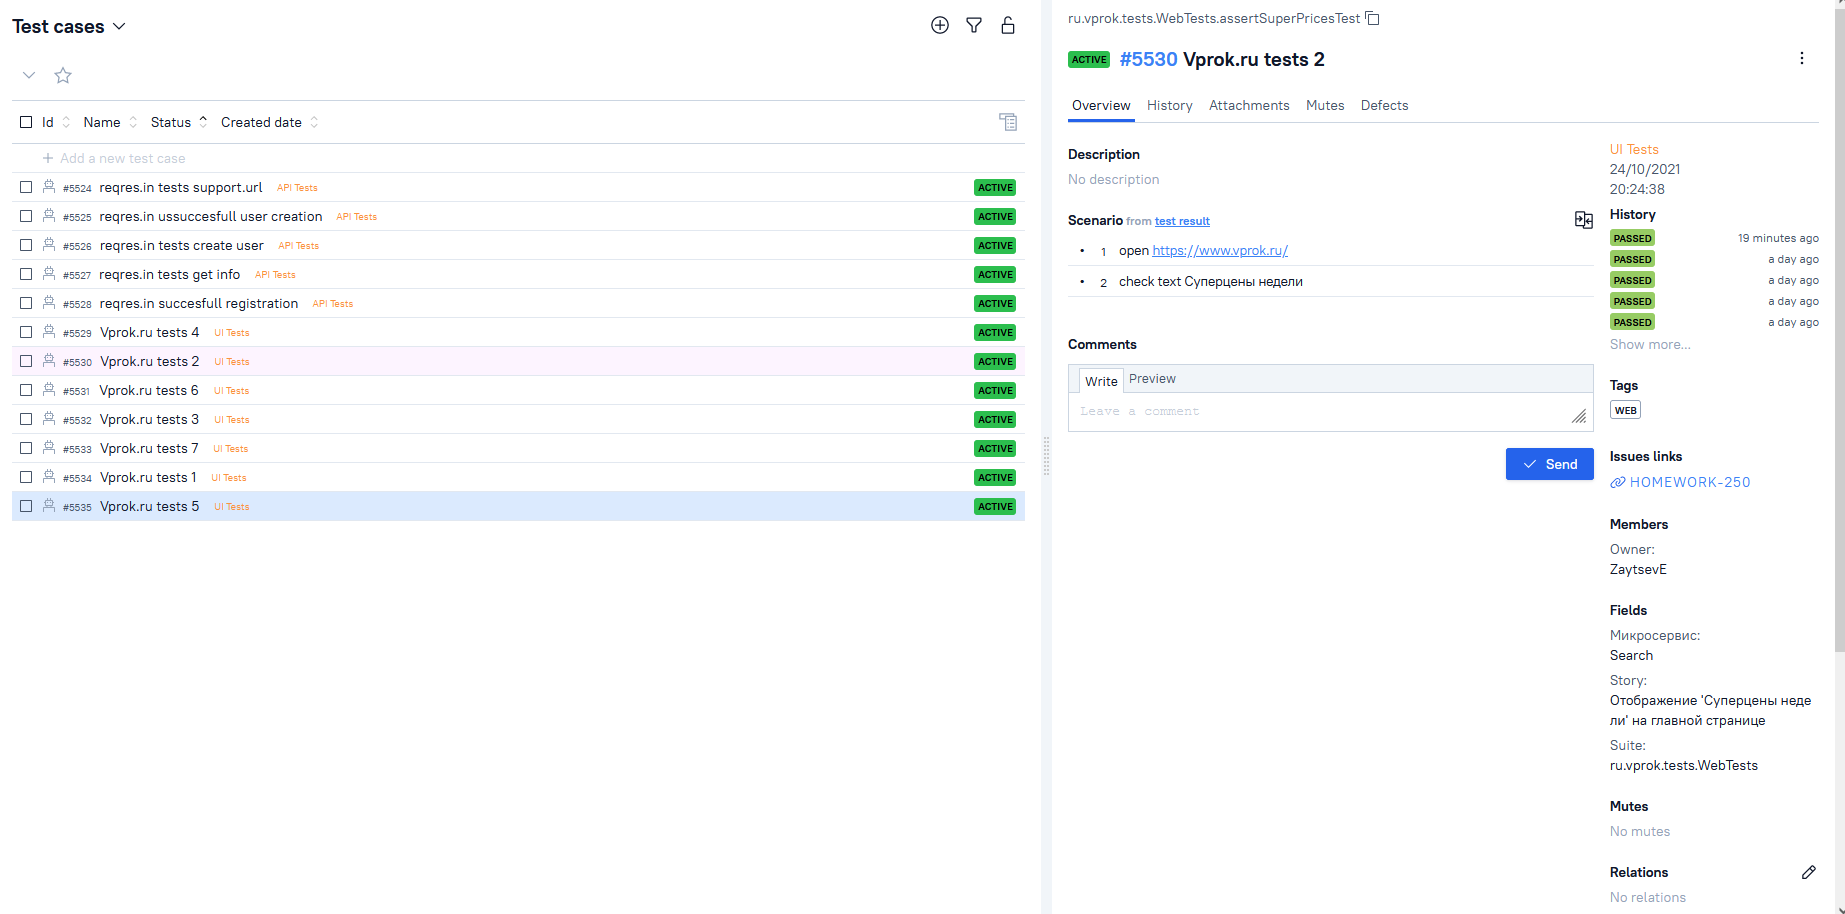 Test cases
Id Name Status Created date
Add a new test case
#5524 reqres.in tests support.url API Tests ACTIVE
#5525 reqres.in ussuccesfull user creation API Tests ACTIVE
#5526 reqres.in tests create user API Tests ACTIVE
#5527 reqres.in tests get info API Tests ACTIVE
#5528 reqres.in succesfull registration API Tests ACTIVE
#5529 Vprok.ru tests 4 UI Tests ACTIVE
#5530 Vprok.ru tests 2 UI Tests ACTIVE
#5531 Vprok.ru tests 6 UI Tests ACTIVE
#5532 Vprok.ru tests 3 UI Tests ACTIVE
#5533 Vprok.ru tests 7 UI Tests ACTIVE
#5534 Vprok.ru tests 1 UI Tests ACTIVE
#5535 Vprok.ru tests 5 UI Tests ACTIVE
ru.vprok.tests.WebTests.assertSuperPricesTest
ACTIVE #5530 Vprok.ru tests 2
Overview History Attachments Mutes Defects
Description
No description
Scenario from test result
• 1 open https://www.vprok.ru/
• 2 check text Суперцены недели
Comments
Write Preview
Leave a comment
Send
UI Tests
24/10/2021
20:24:38
History
PASSED 19 minutes ago
PASSED a day ago
PASSED a day ago
PASSED a day ago
PASSED a day ago
Show more...
Tags
WEB
Issues links
HOMEWORK-250
Members
Owner:
ZaytsevE
Fields
Микросервис:
Search
Story:
Отображение 'Суперцены неде
ли' на главной странице
Suite:
ru.vprok.tests.WebTests
Mutes
No mutes
Relations
No relations